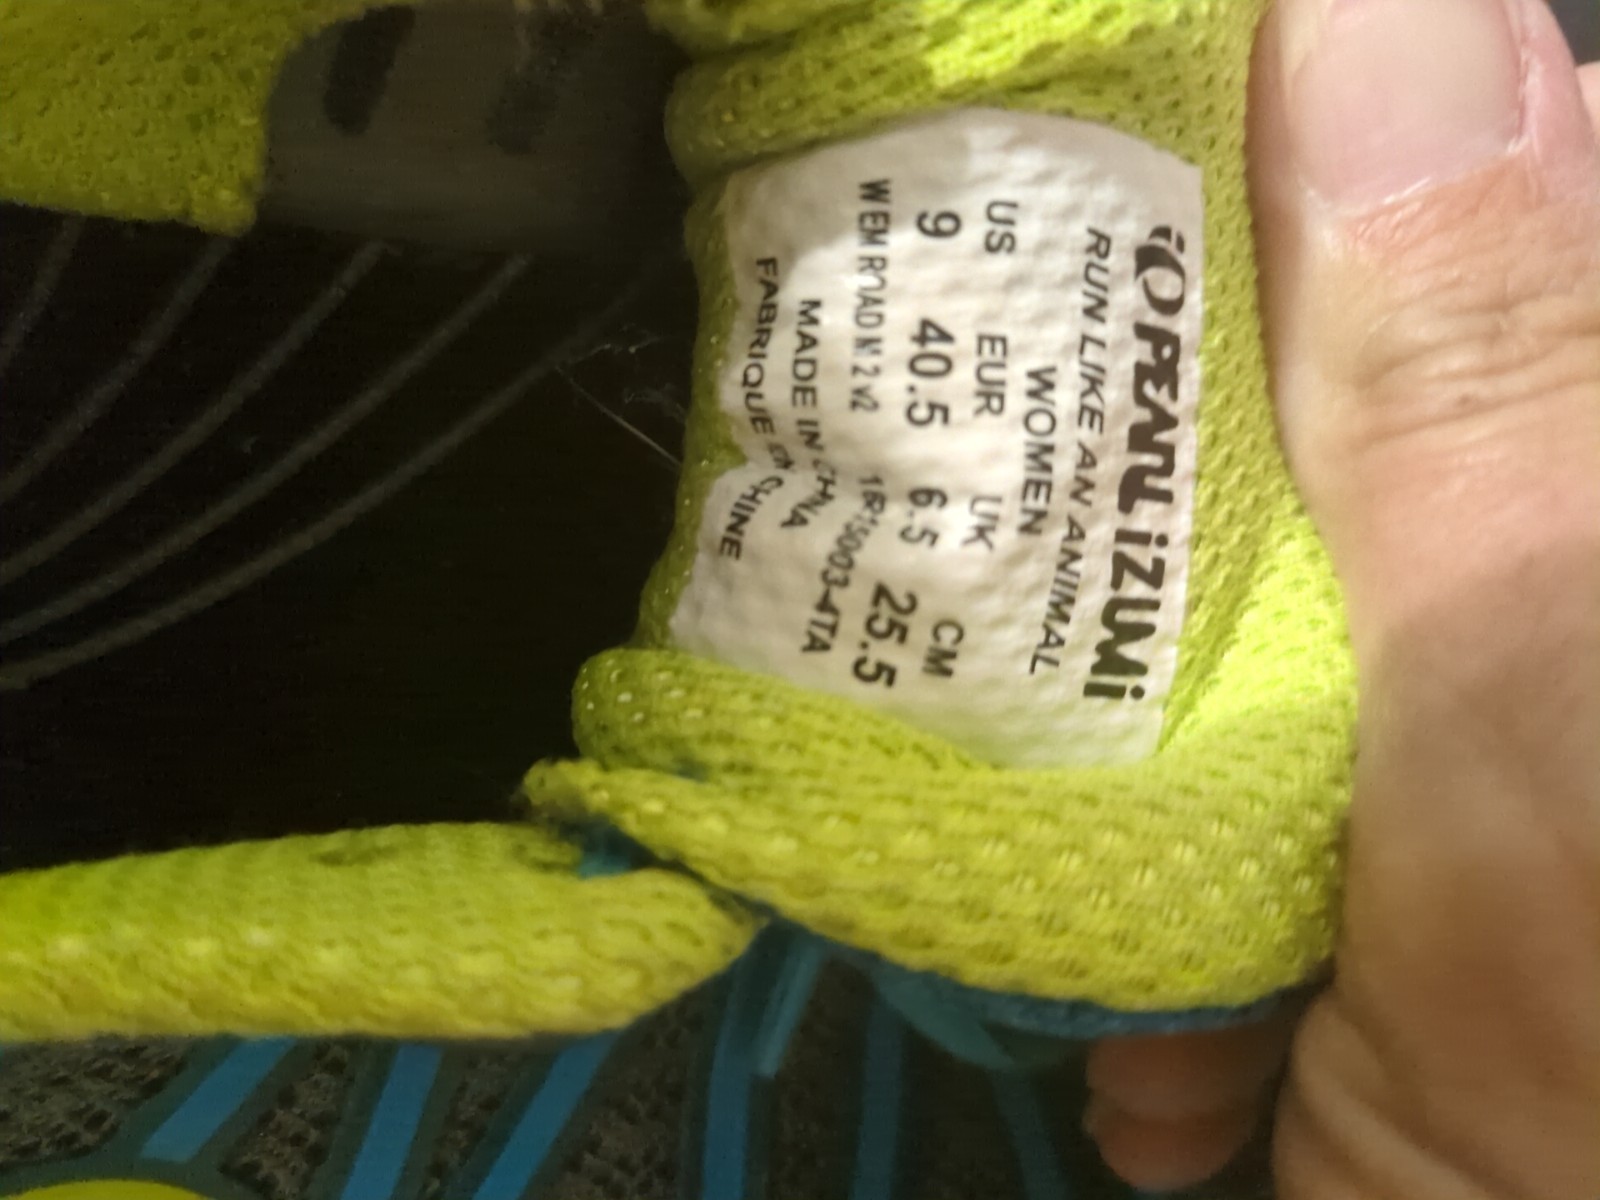 PEARL iZUMi
RUN LIKE AN ANIMAL
WOMEN
US EUR UK CM
9 40.5 6.5 25.5
W EM ROAD N 2 v2
MADE IN CHINA
FABRIQUE EN CHINE